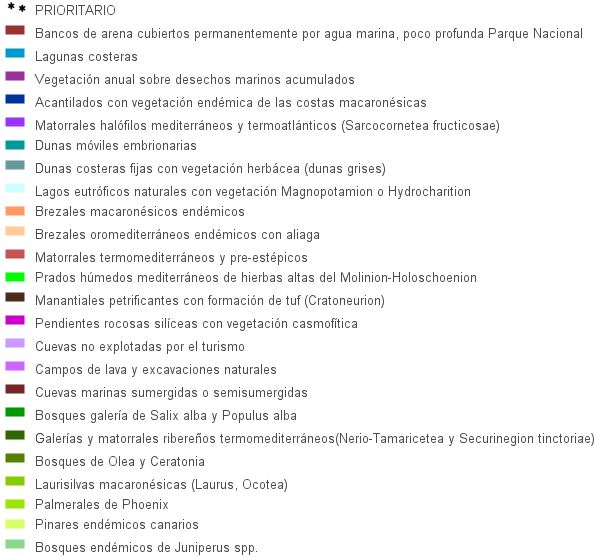 ** PRIORITARIO
Bancos de arena cubiertos permanentemente por agua marina, poco profunda Parque Nacional
Lagunas costeras
Vegetación anual sobre desechos marinos acumulados
Acantilados con vegetación endémica de las costas macaronésicas
Matorrales halófilos mediterráneos y termoatlánticos (Sarcocornetea fructicosae)
Dunas móviles embrionarias
Dunas costeras fijas con vegetación herbácea (dunas grises)
Lagos eutróficos naturales con vegetación Magnopotamion o Hydrocharition
Brezales macaronésicos endémicos
Brezales oromediterráneos endémicos con aliaga
Matorrales termomediterráneos y pre-estépicos
Prados húmedos mediterráneos de hierbas altas del Molinion-Holoschoenion
Manantiales petrificantes con formación de tuf (Cratoneurion)
Pendientes rocosas silíceas con vegetación casmofítica
Cuevas no explotadas por el turismo
Campos de lava y excavaciones naturales
Cuevas marinas sumergidas o semisumergidas
Bosques galería de Salix alba y Populus alba
Galerías y matorrales ribereños termomediterráneos(Nerio-Tamaricetea y Securinegion tinctoriae)
Bosques de Olea y Ceratonia
Laurisilvas macaronésicas (Laurus, Ocotea)
Palmerales de Phoenix
Pinares endémicos canarios
Bosques endémicos de Juniperus spp.